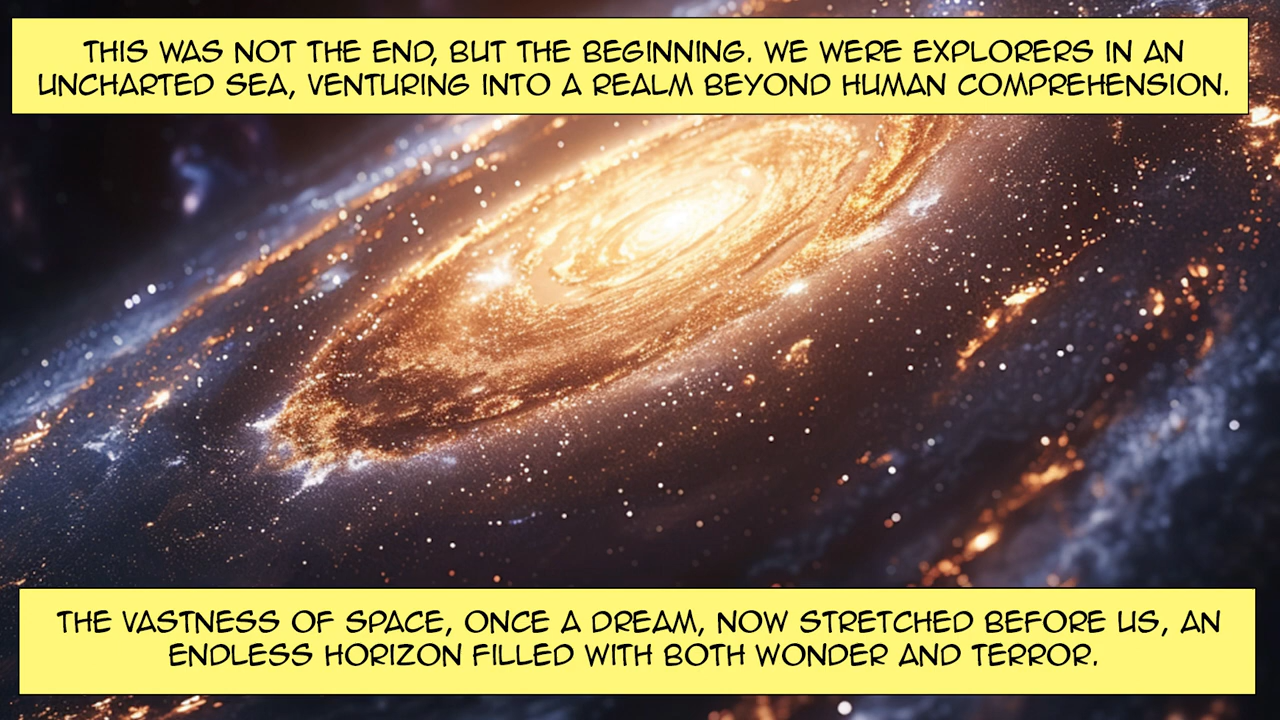 THIS WAS NOT THE END, BUT THE BEGINNING. WE WERE EXPLORERS IN AN
UNCHARTED SEA, VENTURING INTO A REALM BEYOND HUMAN COMPREHENSION.
THE VASTNESS OF SPACE, ONCE A DREAM, NOW STRETCHED BEFORE US, AN
ENDLESS HORIZON FILLED WITH BOTH WONDER AND TERROR.